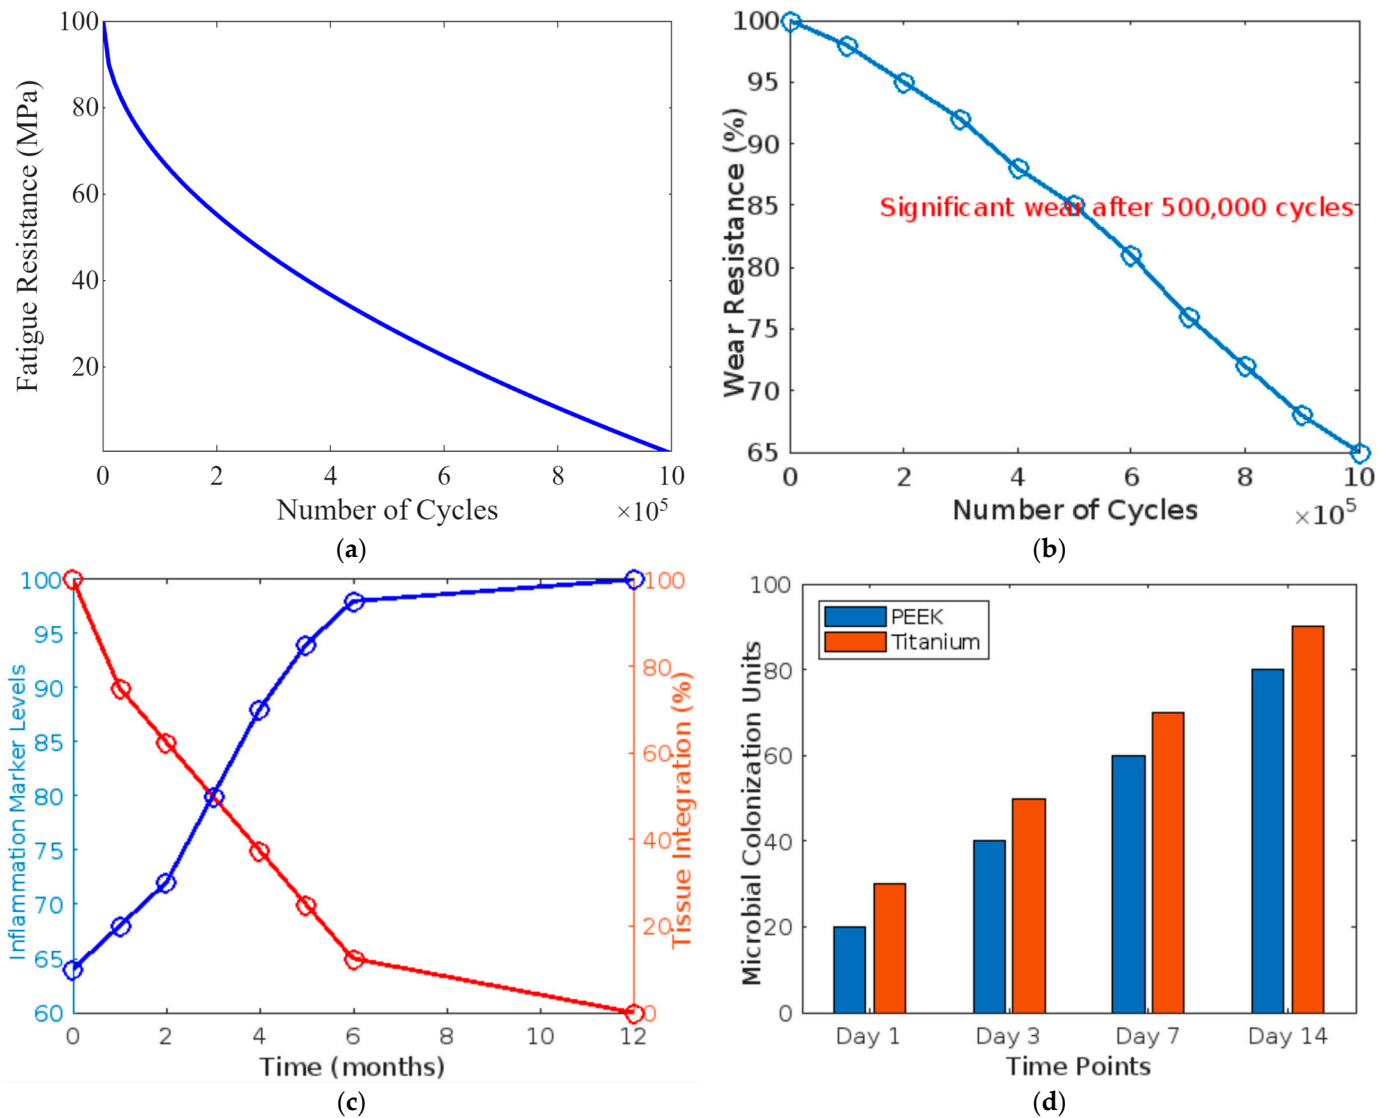 100
80
60
40
20
Fatigue Resistance (MPa)
0 2 4 6 8 10
Number of Cycles ×10⁵
(a)
100
95
90
85
80
75
70
65
Wear Resistance (%)
Significant wear after 500,000 cycles
0 2 4 6 8 10
Number of Cycles ×10⁵
(b)
100
95
90
85
80
75
70
65
60
Inflammation Marker Levels
100
80
60
40
20
0
Tissue Integration (%)
0 2 4 6 8 10 12
Time (months)
(c)
100
80
60
40
20
0
Microbial Colonization Units
PEEK
Titanium
Day 1 Day 3 Day 7 Day 14
Time Points
(d)